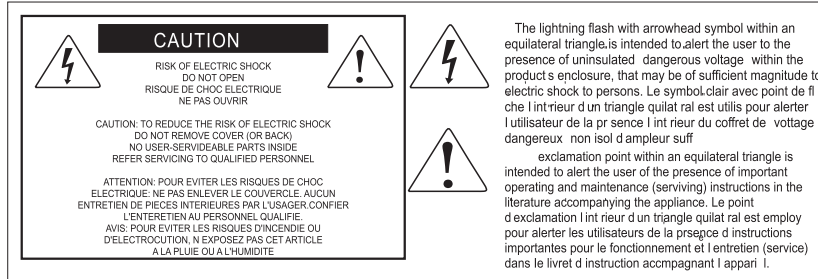 CAUTION
RISK OF ELECTRIC SHOCK
DO NOT OPEN
RISQUE DE CHOC ELECTRIQUE
NE PAS OUVRIR
CAUTION: TO REDUCE THE RISK OF ELECTRIC SHOCK
DO NOT REMOVE COVER (OR BACK)
NO USER-SERVIDEABLE PARTS INSIDE
REFER SERVICING TO QUALIFIED PERSONNEL
ATTENTION: POUR EVITER LES RISQUES DE CHOC
ELECTRIQUE: NE PAS ENLEVER LE COUVERCLE. AUCUN
ENTRETIEN DE PIECES INTERIEURES PAR L'USAGER.CONFIER
L'ENTERETIEN AU PERSONNEL QUALIFIE.
AVIS: POUR EVITER LES RISQUES D'INCENDIE OU
D'ELECTROCUTION, N EXPOSEZ PAS CET ARTICLE
A LA PLUIE OU A L'HUMIDITE
The lightning flash with arrowhead symbol within an
equilateral triangle.is intended to.alert the user to the
presence of uninsulated dangerous voltage within the
product s enclosure, that may be of sufficient magnitude to
electric shock to persons. Le symbol.clair avec point de fl
che l int rieur d un triangle quilat ral est utilis pour alerter
l utilisateur de la pr sence l int rieur du coffret de vottage
dangereux non isol d ampleur suff
exclamation point within an equilateral triangle is
intended to alert the user of the presence of important
operating and maintenance (serviving) instructions in the
literature accompanying the appliance. Le point
d exclamation l int rieur d un triangle quilat ral est employ
pour alerter les utilisateurs de la prsence d instructions
importantes pour le fonctionnement et l entretien (service)
dans le livret d instruction accmpagnant l appari l.